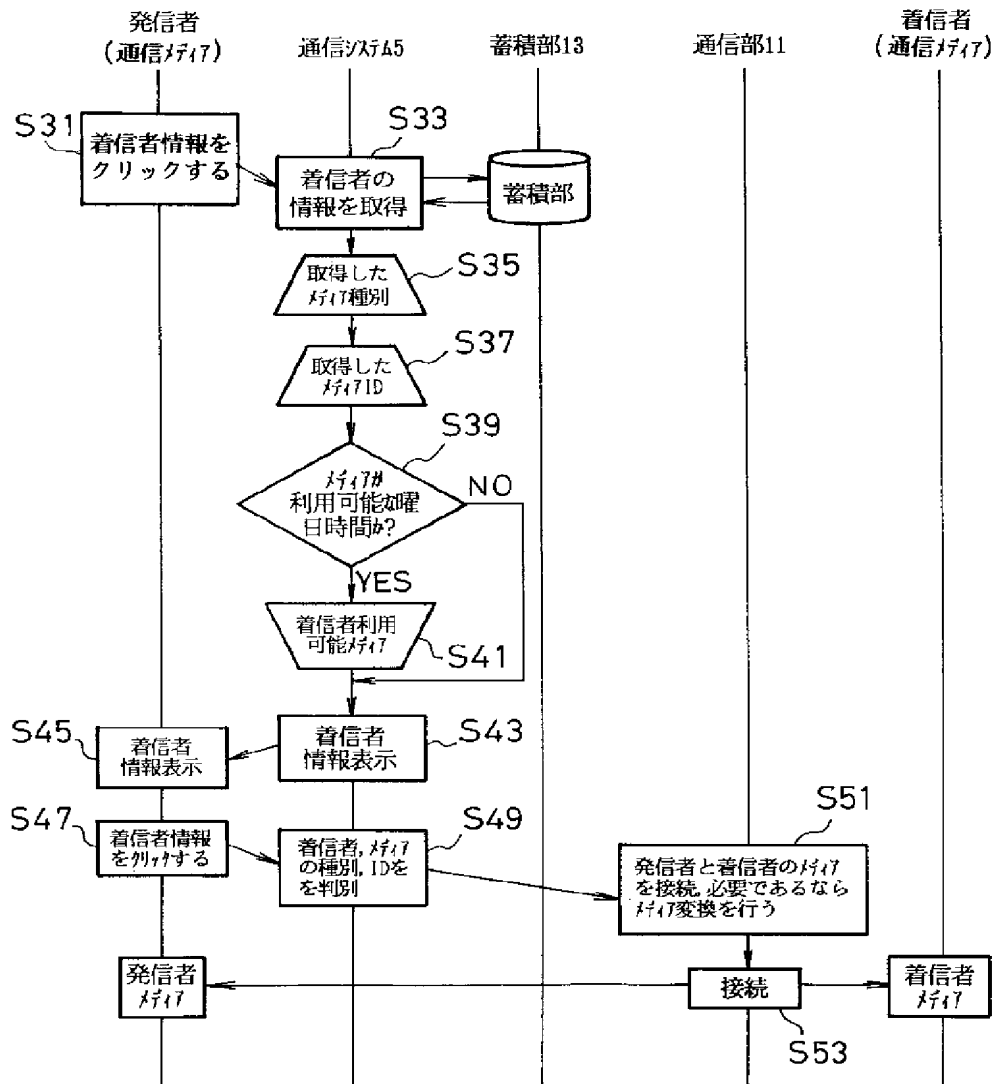 発信者
(通信メディア)
通信システム5
蓄積部13
通信部11
着信者
(通信メディア)
S31
着信者情報を
クリックする
S33
着信者の
情報を取得
蓄積部
S35
取得した
メディア種別
S37
取得した
メディアID
S39
メディアが
利用可能な曜
日時間か?
NO
YES
着信者利用
可能メディア
S41
S45
着信者
情報表示
着信者
情報表示
S43
S47
着信者情報
をクリックする
S49
着信者,メディア
の種別,IDを
を判別
S51
発信者と着信者のメディア
を接続,必要であるなら
メディア変換を行う
発信者
メディア
接続
着信者
メディア
S53